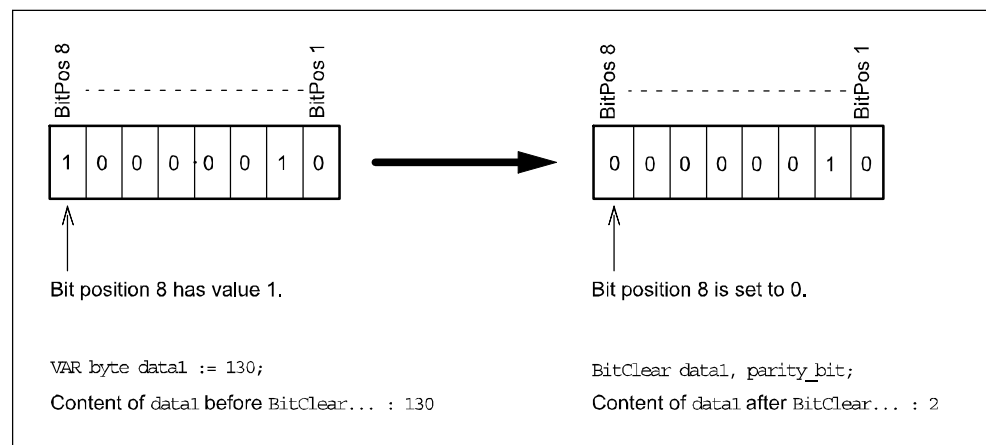 BitPos 8
BitPos 1
1 0 0 0 0 0 1 0
Bit position 8 has value 1.
VAR byte data1 := 130;
Content of data1 before BitClear... : 130
BitPos 8
BitPos 1
0 0 0 0 0 0 1 0
Bit position 8 is set to 0.
BitClear data1, parity_bit;
Content of data1 after BitClear... : 2